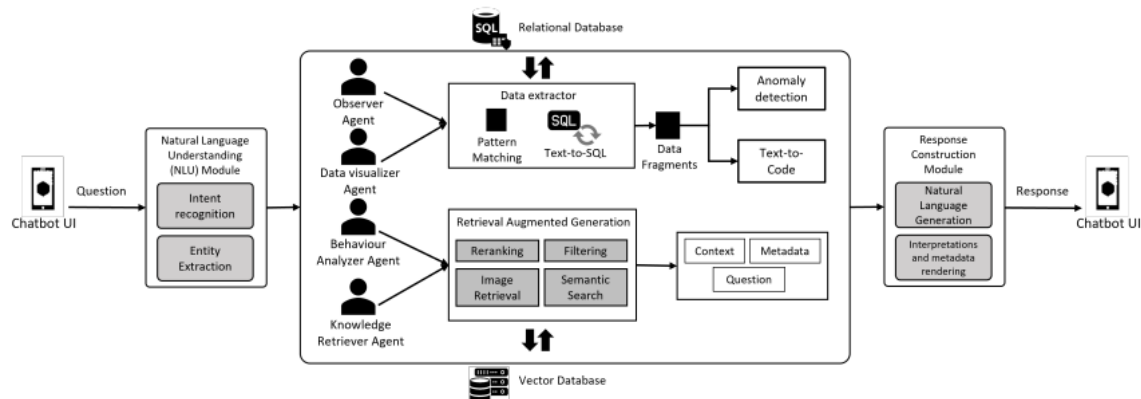 SQL
Relational Database
Observer
Agent
Data visualizer
Agent
Behaviour
Analyzer Agent
Knowledge
Retriever Agent
Data extractor
Pattern
Matching
SQL
Text-to-SQL
Data
Fragments
Anomaly
detection
Text-to-
Code
Chatbot UI
Question
Natural Language
Understanding
(NLU) Module
Intent
recognition
Entity
Extraction
Retrieval Augmented Generation
Reranking
Filtering
Image
Retrieval
Semantic
Search
Context
Metadata
Question
Response
Construction
Module
Natural
Language
Generation
Interpretations
and metadata
rendering
Response
Chatbot UI
Vector Database